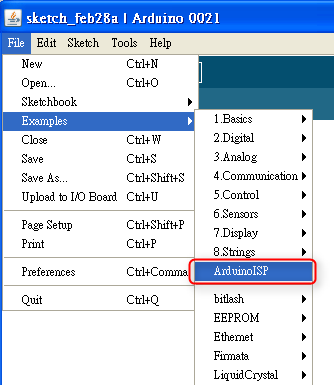 sketch_feb28a | Arduino 0021
File Edit Sketch Tools Help
New Ctrl+N
Open... Ctrl+O
Sketchbook
Examples
Close Ctrl+W
Save Ctrl+S
Save As... Ctrl+Shift+S
Upload to I/O Board Ctrl+U
Page Setup Ctrl+Shift+P
Print Ctrl+P
Preferences Ctrl+Comma
Quit Ctrl+Q
1.Basics
2.Digital
3.Analog
4.Communication
5.Control
6.Sensors
7.Display
8.Strings
ArduinoISP
bitlash
EEPROM
Ethernet
Firmata
LiquidCrystal